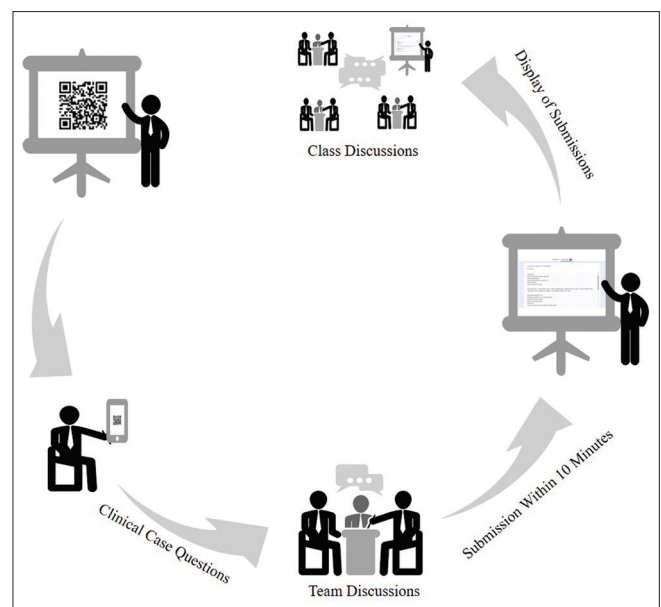 Class Discussions
Display of Submissions
Clinical Case Questions
Submission Within 10 Minutes
Team Discussions